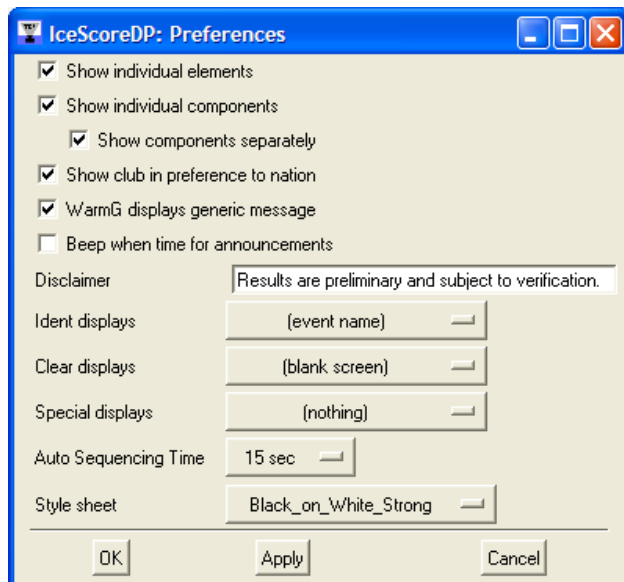 IceScoreDP: Preferences
Show individual elements
Show individual components
Show components separately
Show club in preference to nation
WarmG displays generic message
Beep when time for announcements
Disclaimer Results are preliminary and subject to verification.
Ident displays (event name)
Clear displays (blank screen)
Special displays (nothing)
Auto Sequencing Time 15 sec
Style sheet Black_on_White_Strong
OK Apply Cancel